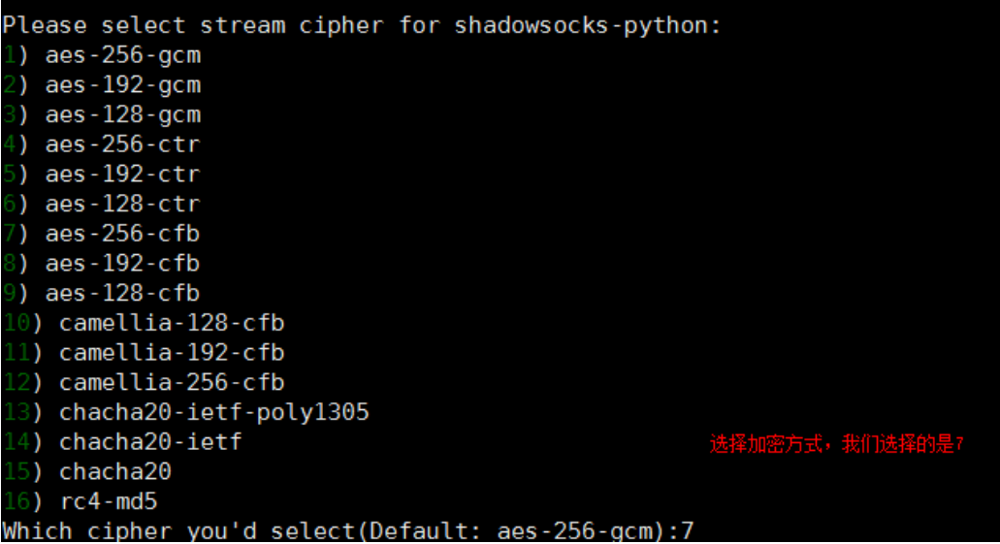 Please select stream cipher for shadowsocks-python:
1) aes-256-gcm
2) aes-192-gcm
3) aes-128-gcm
4) aes-256-ctr
5) aes-192-ctr
6) aes-128-ctr
7) aes-256-cfb
8) aes-192-cfb
9) aes-128-cfb
10) camellia-128-cfb
11) camellia-192-cfb
12) camellia-256-cfb
13) chacha20-ietf-poly1305
14) chacha20-ietf
选择加密方式，我们选择的是7
15) chacha20
16) rc4-md5
Which cipher you'd select(Default: aes-256-gcm):7